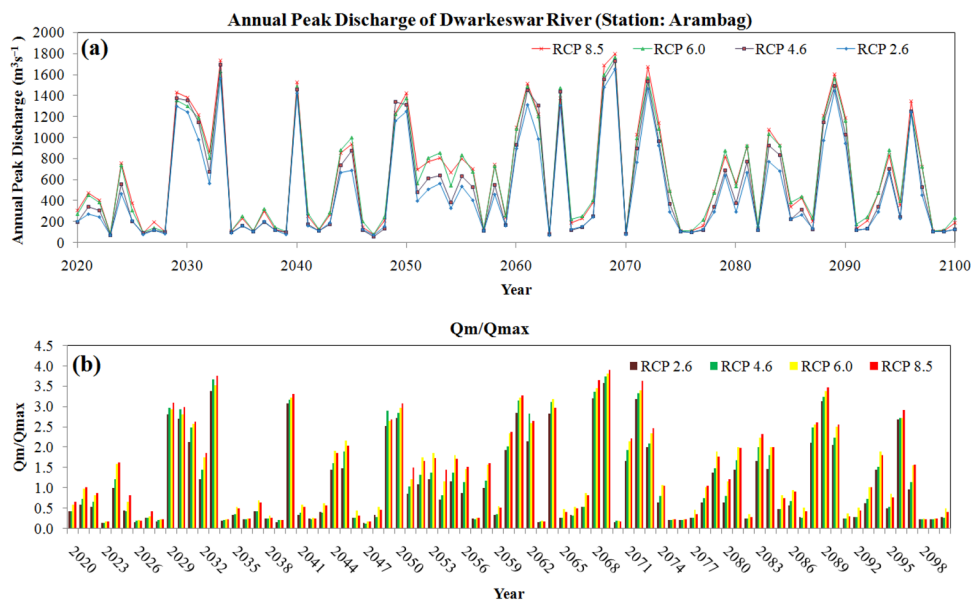 Annual Peak Discharge of Dwarkeswar River (Station: Arambag)
(a)
RCP 8.5 RCP 6.0 RCP 4.6 RCP 2.6
Annual Peak Discharge (m³s⁻¹)
2000
1800
1600
1400
1200
1000
800
600
400
200
0
2020 2030 2040 2050 2060 2070 2080 2090 2100
Year
Qm/Qmax
(b)
RCP 2.6 RCP 4.6 RCP 6.0 RCP 8.5
Qm/Qmax
4.5
4.0
3.5
3.0
2.5
2.0
1.5
1.0
0.5
0.0
2020 2023 2026 2029 2032 2035 2038 2041 2044 2047 2050 2053 2056 2059 2062 2065 2068 2071 2074 2077 2080 2083 2086 2089 2092 2095 2098
Year